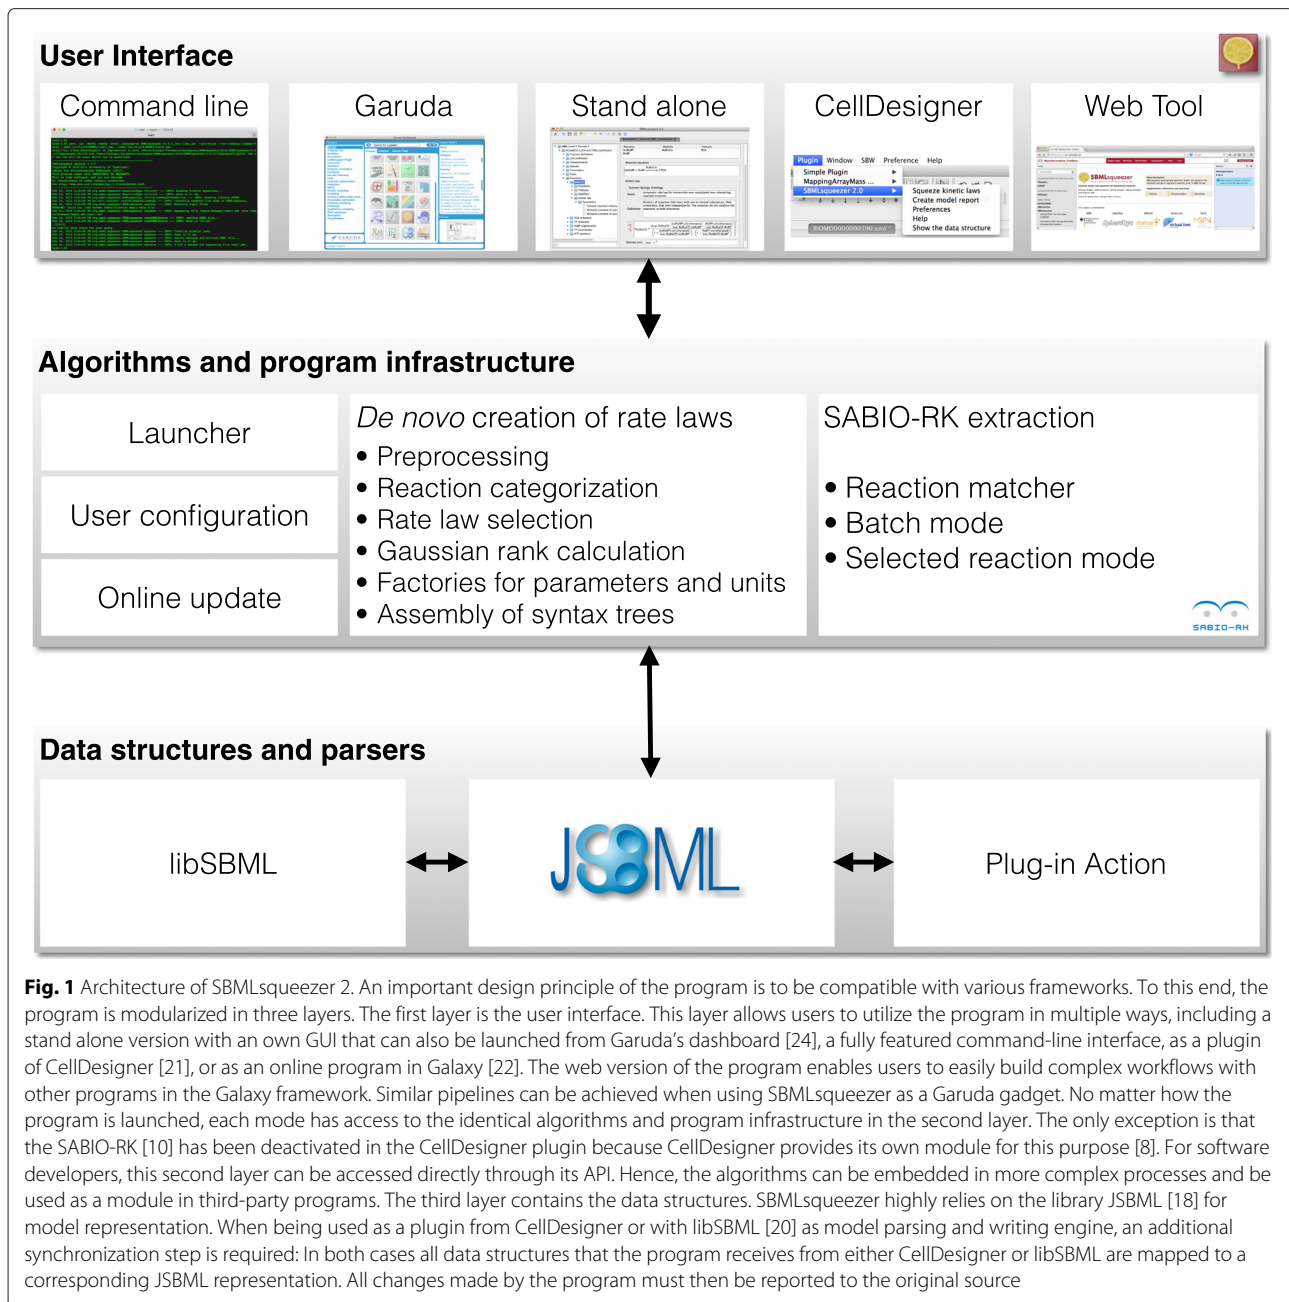 User Interface
Command line
Garuda
Stand alone
CellDesigner
Web Tool
Plugin Window SBW Preference Help
Simple Plugin
MappingArrayMass ...
SBMLsqueezer 2.0
Squeeze kinetic laws
Create model report
Preferences
Help
Show the data structure
BIOMD0000000390.xml
SBMLsqueezer
Algorithms and program infrastructure
Launcher
User configuration
Online update
De novo creation of rate laws
• Preprocessing
• Reaction categorization
• Rate law selection
• Gaussian rank calculation
• Factories for parameters and units
• Assembly of syntax trees
SABIO-RK extraction
• Reaction matcher
• Batch mode
• Selected reaction mode
SABIO-RK
Data structures and parsers
libSBML
JSBML
Plug-in Action
Fig. 1 Architecture of SBMLsqueezer 2. An important design principle of the program is to be compatible with various frameworks. To this end, the
program is modularized in three layers. The first layer is the user interface. This layer allows users to utilize the program in multiple ways, including a
stand alone version with an own GUI that can also be launched from Garuda's dashboard [24], a fully featured command-line interface, as a plugin
of CellDesigner [21], or as an online program in Galaxy [22]. The web version of the program enables users to easily build complex workflows with
other programs in the Galaxy framework. Similar pipelines can be achieved when using SBMLsqueezer as a Garuda gadget. No matter how the
program is launched, each mode has access to the identical algorithms and program infrastructure in the second layer. The only exception is that
the SABIO-RK [10] has been deactivated in the CellDesigner plugin because CellDesigner provides its own module for this purpose [8]. For software
developers, this second layer can be accessed directly through its API. Hence, the algorithms can be embedded in more complex processes and be
used as a module in third-party programs. The third layer contains the data structures. SBMLsqueezer highly relies on the library JSBML [18] for
model representation. When being used as a plugin from CellDesigner or with libSBML [20] as model parsing and writing engine, an additional
synchronization step is required: In both cases all data structures that the program receives from either CellDesigner or libSBML are mapped to a
corresponding JSBML representation. All changes made by the program must then be reported to the original source